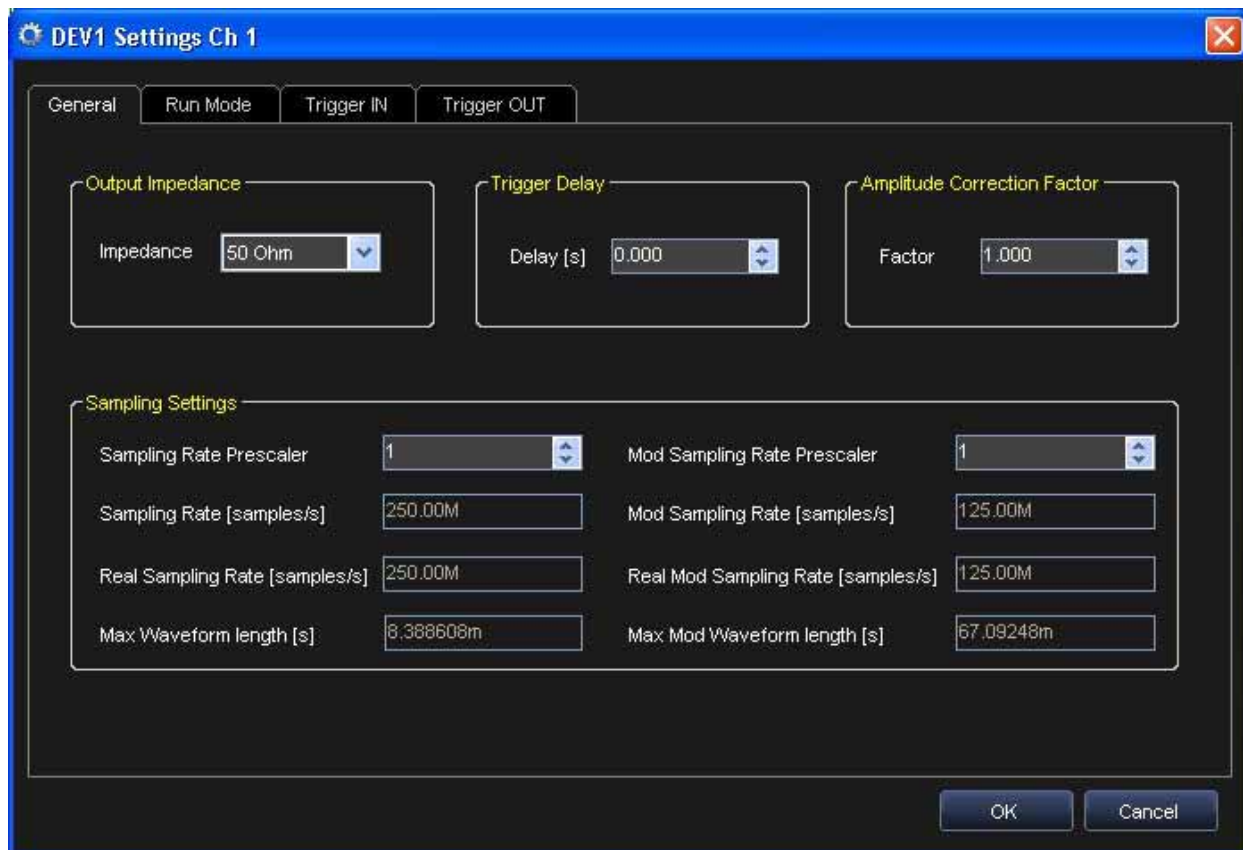 DEV1 Settings Ch 1
General Run Mode Trigger IN Trigger OUT
Output Impedance Trigger Delay Amplitude Correction Factor
Impedance 50 Ohm Delay [s] 0.000 Factor 1.000
Sampling Settings
Sampling Rate Prescaler 1 Mod Sampling Rate Prescaler 1
Sampling Rate [samples/s] 250.00M Mod Sampling Rate [samples/s] 125.00M
Real Sampling Rate [samples/s] 250.00M Real Mod Sampling Rate [samples/s] 125.00M
Max Waveform length [s] 8.388608m Max Mod Waveform length [s] 67.09248m
OK Cancel